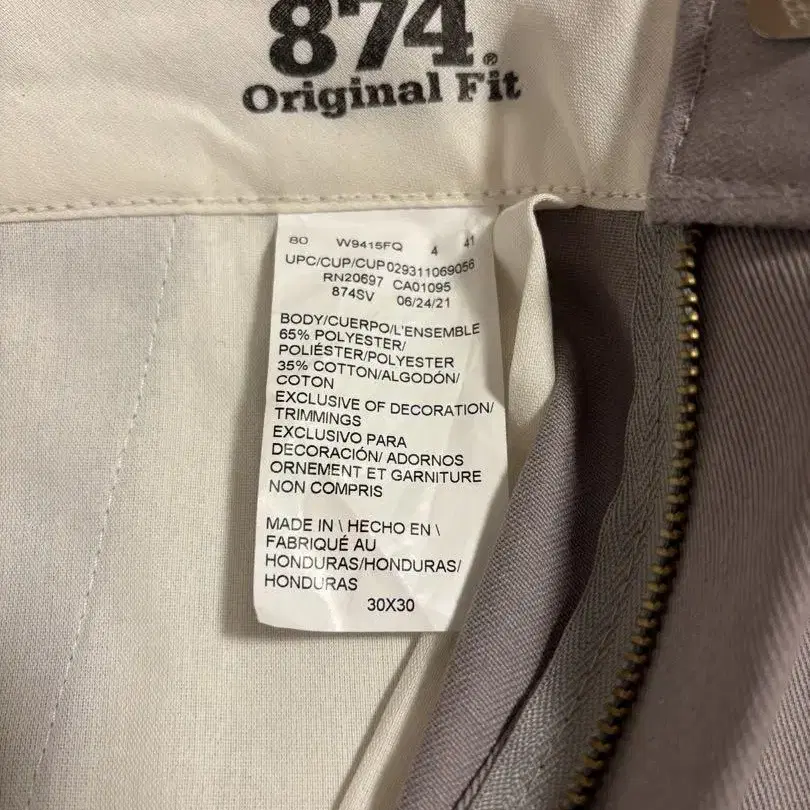 874®
Original Fit
80 W9415FQ 4 41
UPC/CUP/CUP029311069056
RN20697 CA01095
874SV 06/24/21
BODY/CUERPO/L'ENSEMBLE
65% POLYESTER/
POLIÉSTER/POLYESTER
35% COTTON/ALGODÓN/
COTON
EXCLUSIVE OF DECORATION/
TRIMMINGS
EXCLUSIVO PARA
DECORACIÓN/ ADORNOS
ORNEMENT ET GARNITURE
NON COMPRIS
MADE IN \ HECHO EN \
FABRIQUÉ AU
HONDURAS/HONDURAS/
HONDURAS
30X30